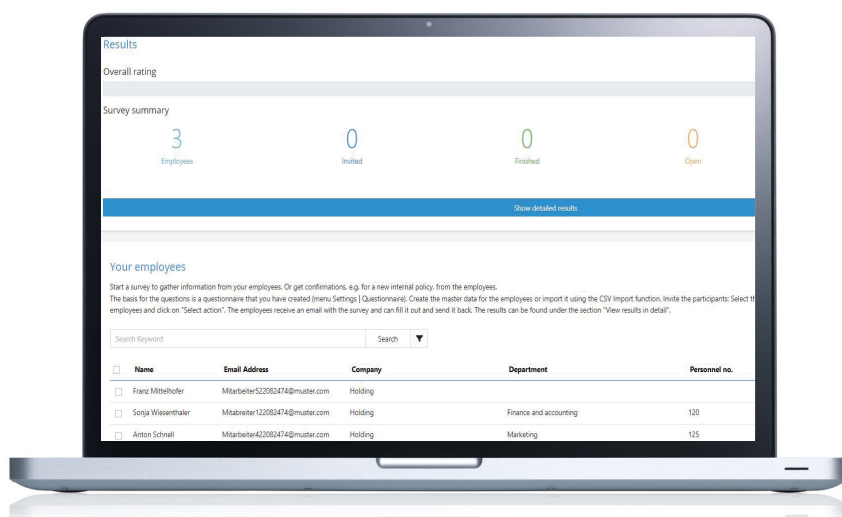 Results
Overall rating
Survey summary
3 0 0 0
Employees Invited Finished Open
Show detailed results
Your employees
Start a survey to gather information from your employees. Or get confirmations, e.g. for a new internal policy, from the employees.
The basis for the questions is a questionnaire that you have created (menu Settings | Questionnaire). Create the master data for the employees or import it using the CSV Import function. Invite the participants: Select th
employees and click on "Select action". The employees receive an email with the survey and can fill it out and send it back. The results can be found under the section "View results in detail".
Search Keyword Search
Name Email Address Company Department Personnel no.
Franz Mittelhofer Mitarbeiter522082474@muster.com Holding
Sonja Wiesenthaler Mitabreiter122082474@muster.com Holding Finance and accounting 120
Anton Schnell Mitarbeiter422082474@muster.com Holding Marketing 125